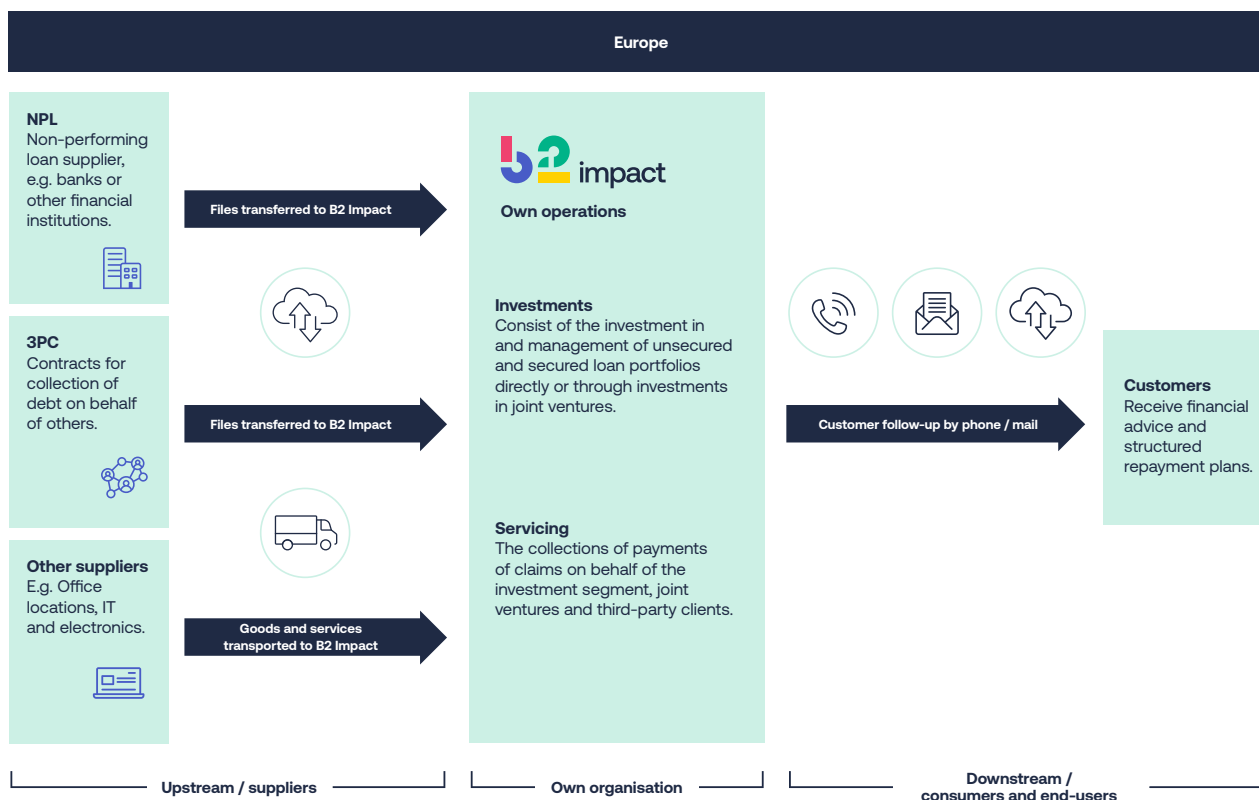 Europe
NPL
Non-performing
loan supplier,
e.g. banks or
other financial
institutions.
Files transferred to B2 Impact
3PC
Contracts for
collection of
debt on behalf
of others.
Files transferred to B2 Impact
Other suppliers
E.g. Office
locations, IT
and electronics.
Goods and services
transported to B2 Impact
b2 impact
Own operations
Investments
Consist of the investment in
and management of unsecured
and secured loan portfolios
directly or through investments
in joint ventures.
Servicing
The collections of payments
of claims on behalf of the
investment segment, joint
ventures and third-party clients.
Customer follow-up by phone / mail
Customers
Receive financial
advice and
structured
repayment plans.
Upstream / suppliers
Own organisation
Downstream /
consumers and end-users